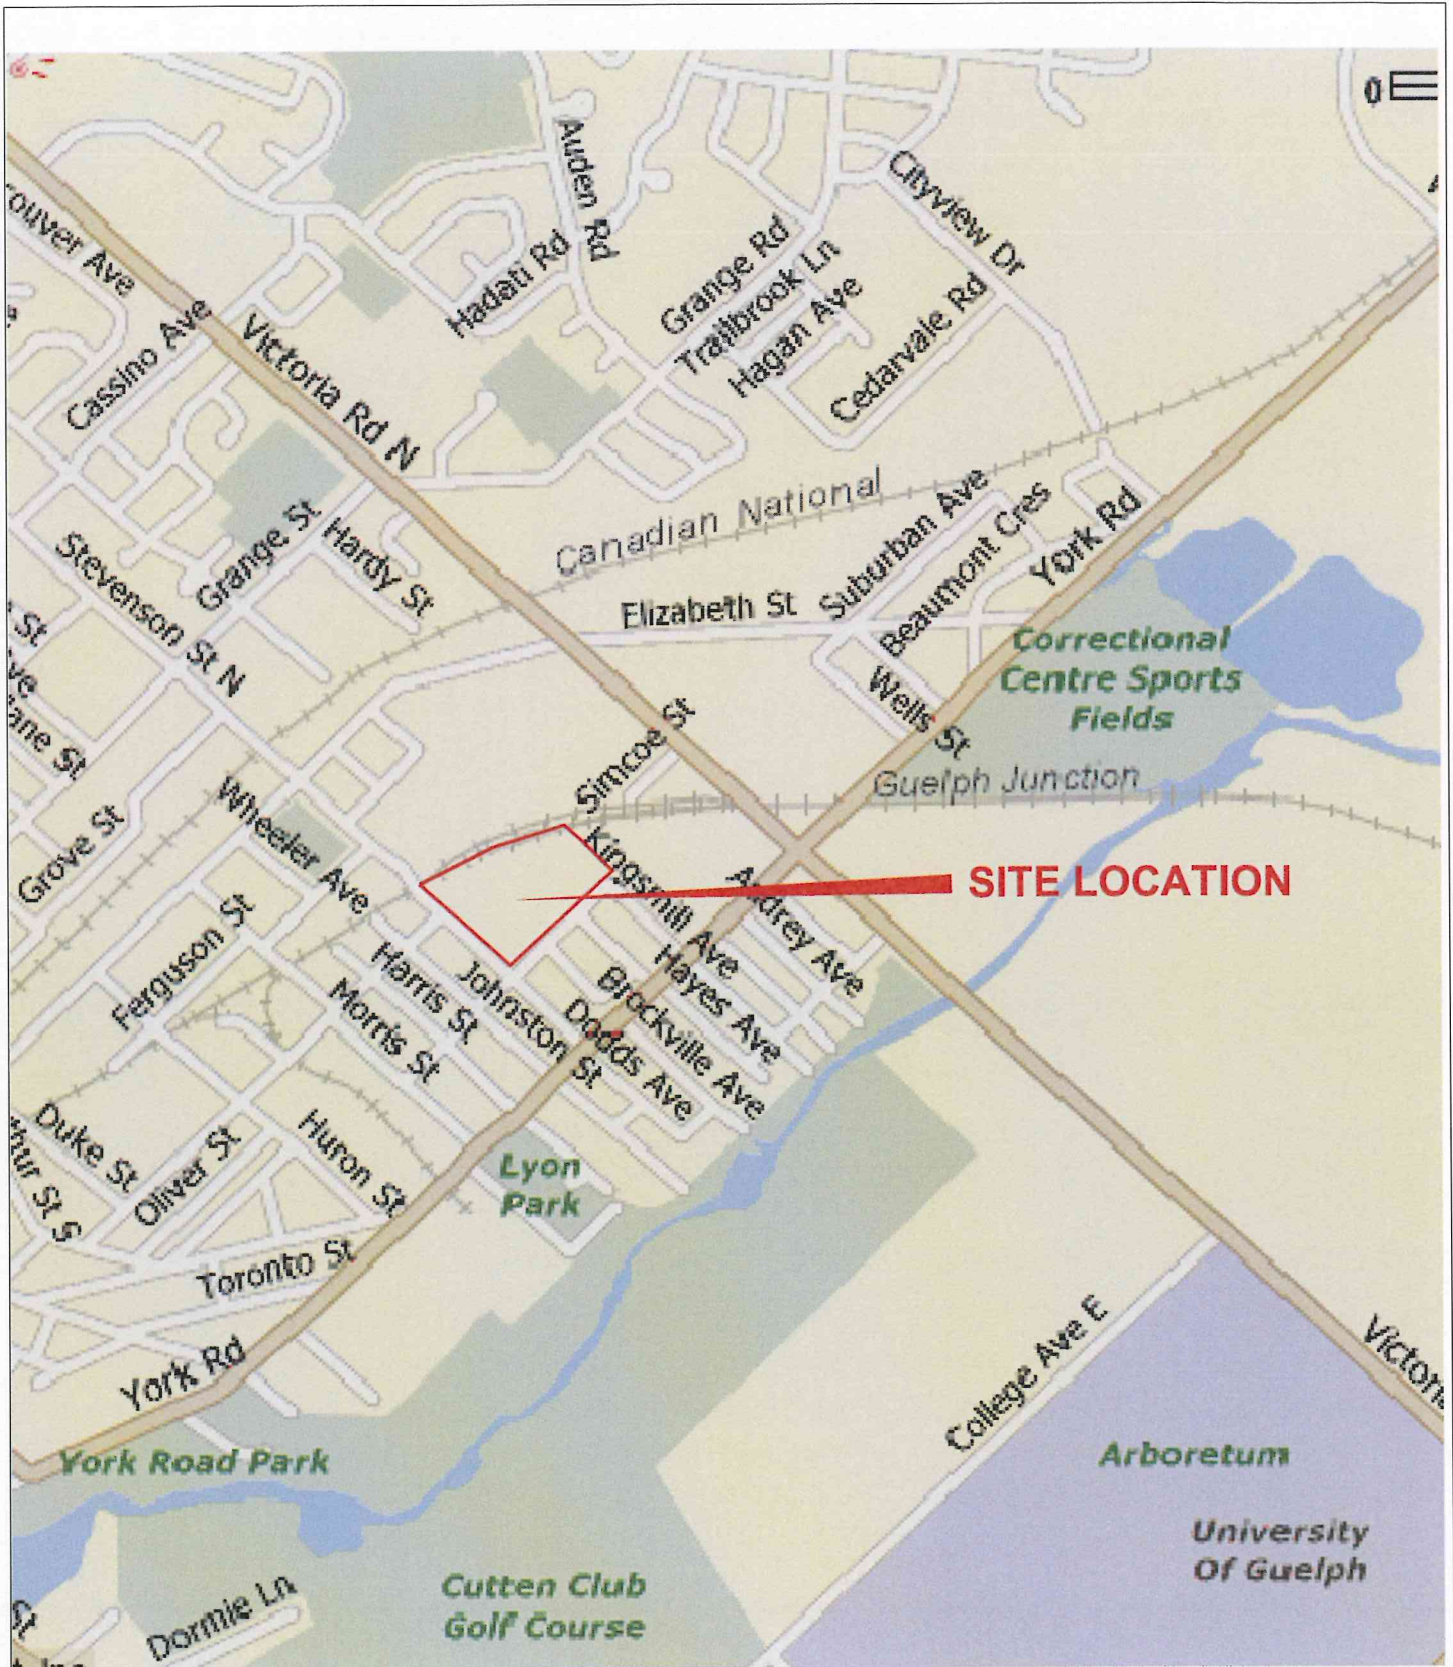 Auden Rd
Cityview Dr
ouver Ave
Hadati Rd
Grange Rd
Trailbrook Ln
Hagan Ave
Cedarvale Rd
Cassino Ave
Victoria Rd N
Canadian National
Suburban Ave
Beaumont Cres
York Rd
Grange St
Hardy St
Stevenson St N
Elizabeth St
St
Correctional
Centre Sports
Fields
Wells St
Simcoe St
Guelph Junction
Wheeler Ave
Grove St
Kingsmill Ave
Audrey Ave
SITE LOCATION
Ferguson St
Harris St
Johnston St
Hayes Ave
Brockville Ave
Morris St
Dodds Ave
Duke St
Oliver St
Huron St
Lyon
Park
Toronto St
York Rd
College Ave E
York Road Park
Arboretum
University
Of Guelph
Cutten Club
Golf Course
Dormie Ln
St